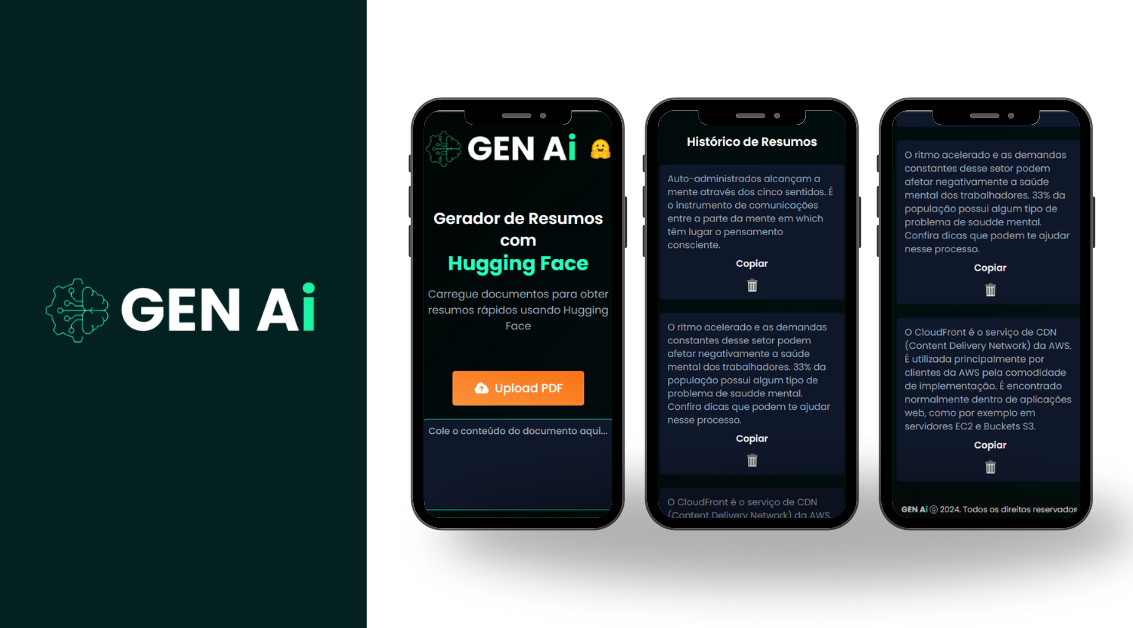 GEN Ai
GEN Ai
Gerador de Resumos
com
Hugging Face
Carregue documentos para obter
resumos rápidos usando Hugging
Face
Upload PDF
Cole o conteúdo do documento aqui...
Histórico de Resumos
Auto-administrados alcançam a
mente através dos cinco sentidos. É
o instrumento de comunicações
entre a parte da mente em which
têm lugar o pensamento
consciente.
Copiar
O ritmo acelerado e as demandas
constantes desse setor podem
afetar negativamente a saúde
mental dos trabalhadores. 33% da
população possui algum tipo de
problema de saudde mental.
Confira dicas que podem te ajudar
nesse processo.
Copiar
O CloudFront é o serviço de CDN
(Content Delivery Network) da AWS.
O ritmo acelerado e as demandas
constantes desse setor podem
afetar negativamente a saúde
mental dos trabalhadores. 33% da
população possui algum tipo de
problema de saudde mental.
Confira dicas que podem te ajudar
nesse processo.
Copiar
O CloudFront é o serviço de CDN
(Content Delivery Network) da AWS.
É utilizada principalmente por
clientes da AWS pela comodidade
de implementação. É encontrado
normalmente dentro de aplicações
web, como por exemplo em
servidores EC2 e Buckets S3.
Copiar
GEN Ai © 2024. Todos os direitos reservados